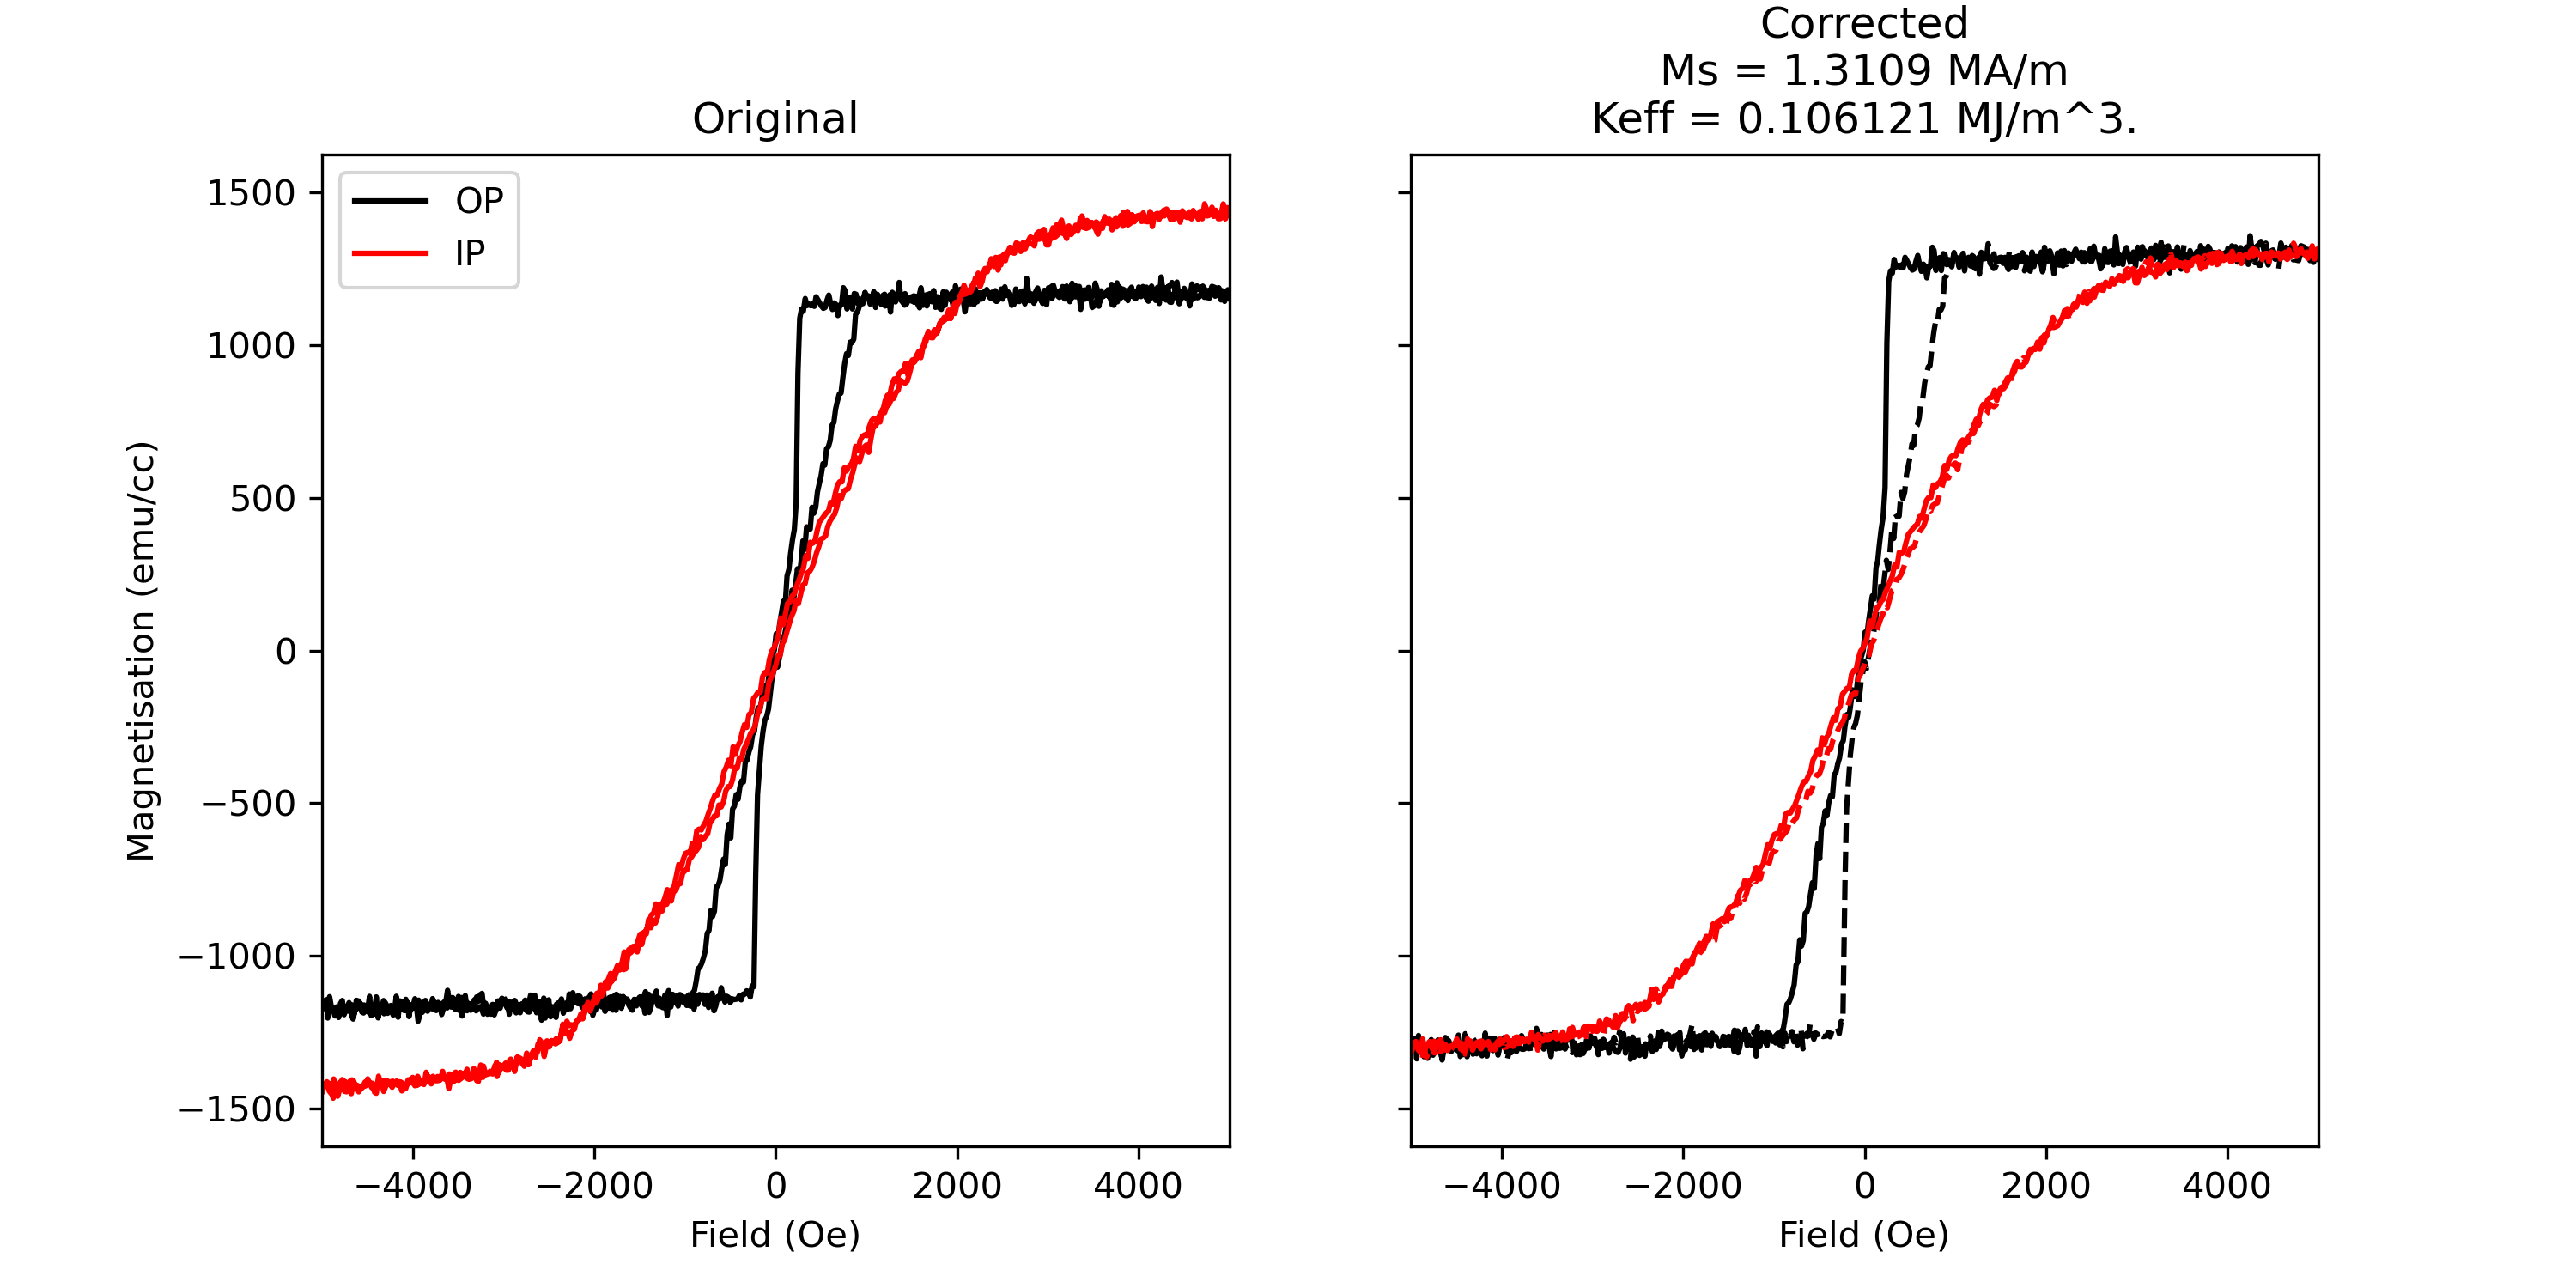 Original
OP
IP
1500
1000
500
0
−500
−1000
−1500
Magnetisation (emu/cc)
−4000 −2000 0 2000 4000
Field (Oe)
Corrected
Ms = 1.3109 MA/m
Keff = 0.106121 MJ/m^3.
−4000 −2000 0 2000 4000
Field (Oe)